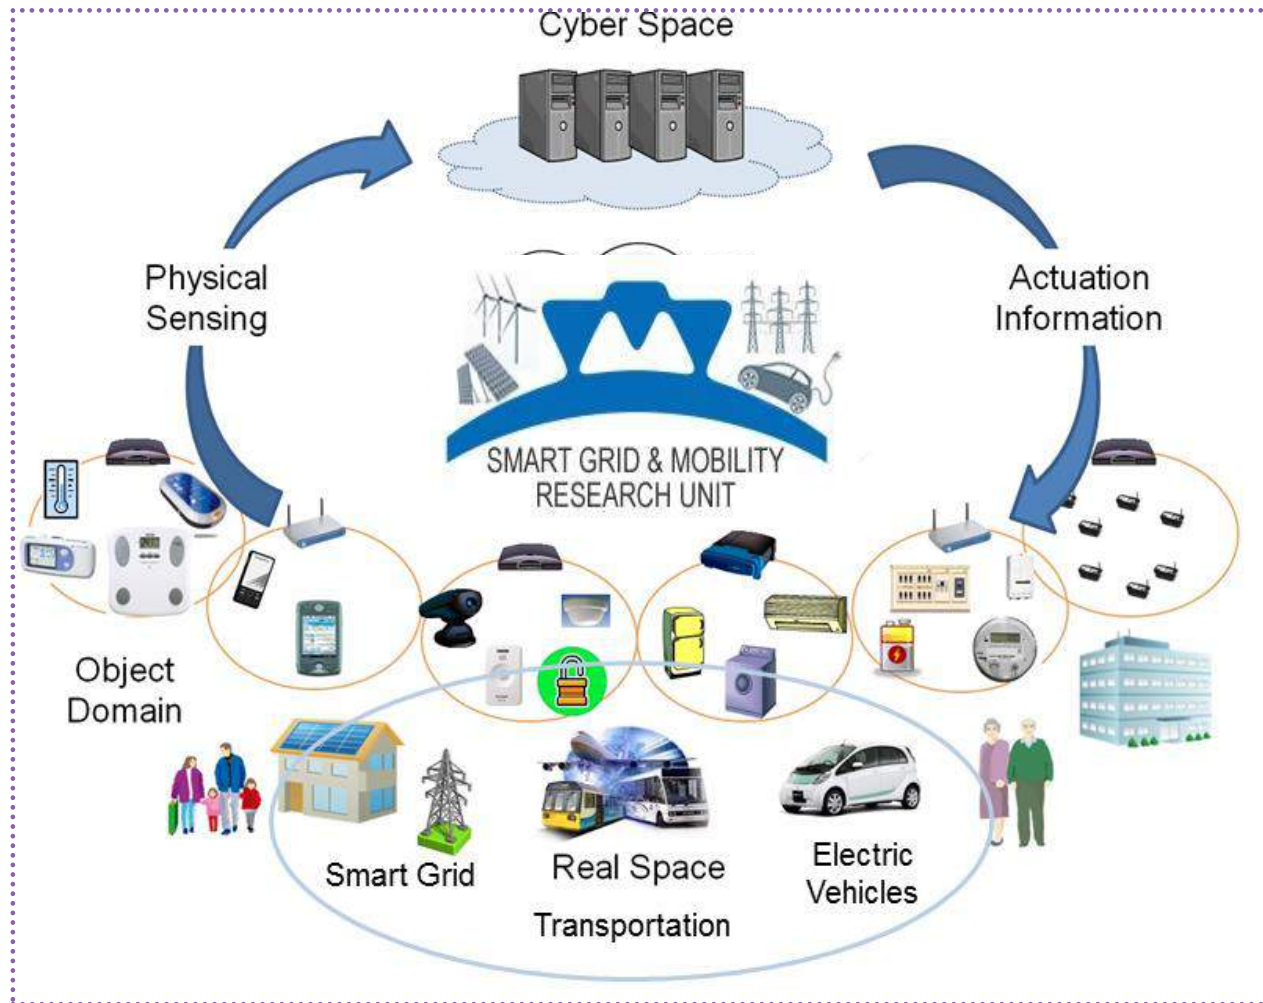 Cyber Space
Physical
Sensing
Actuation
Information
SMART GRID & MOBILITY
RESEARCH UNIT
Object
Domain
Smart Grid
Real Space
Electric
Vehicles
Transportation